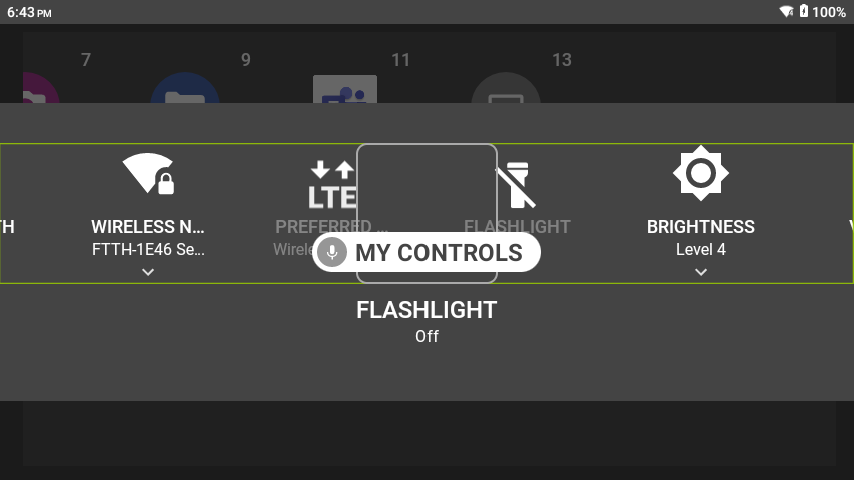 6:43 PM
100%
7
9
11
13
TH
WIRELESS N...
FTTH-1E46 Se...
LTE
PREFERRED ...
Wirele
FLASHLIGHT
BRIGHTNESS
Level 4
MY CONTROLS
FLASHLIGHT
Off